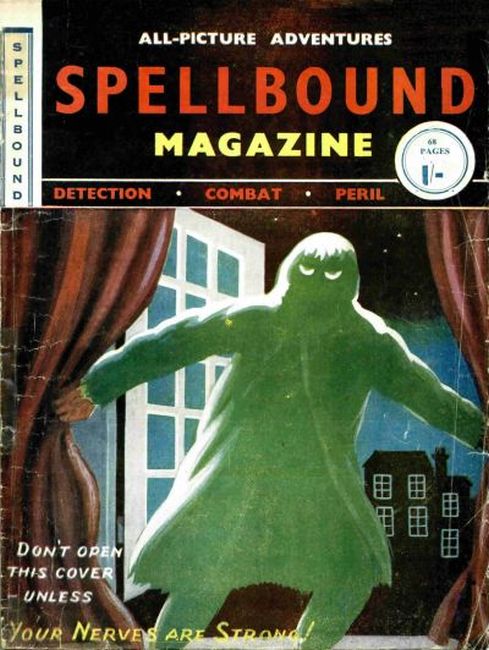 ALL-PICTURE ADVENTURES
SPELLBOUND
SPELLBOUND
MAGAZINE
68
PAGES
1/-
DETECTION • COMBAT • PERIL
DON'T OPEN
THIS COVER
UNLESS
YOUR NERVES ARE STRONG!